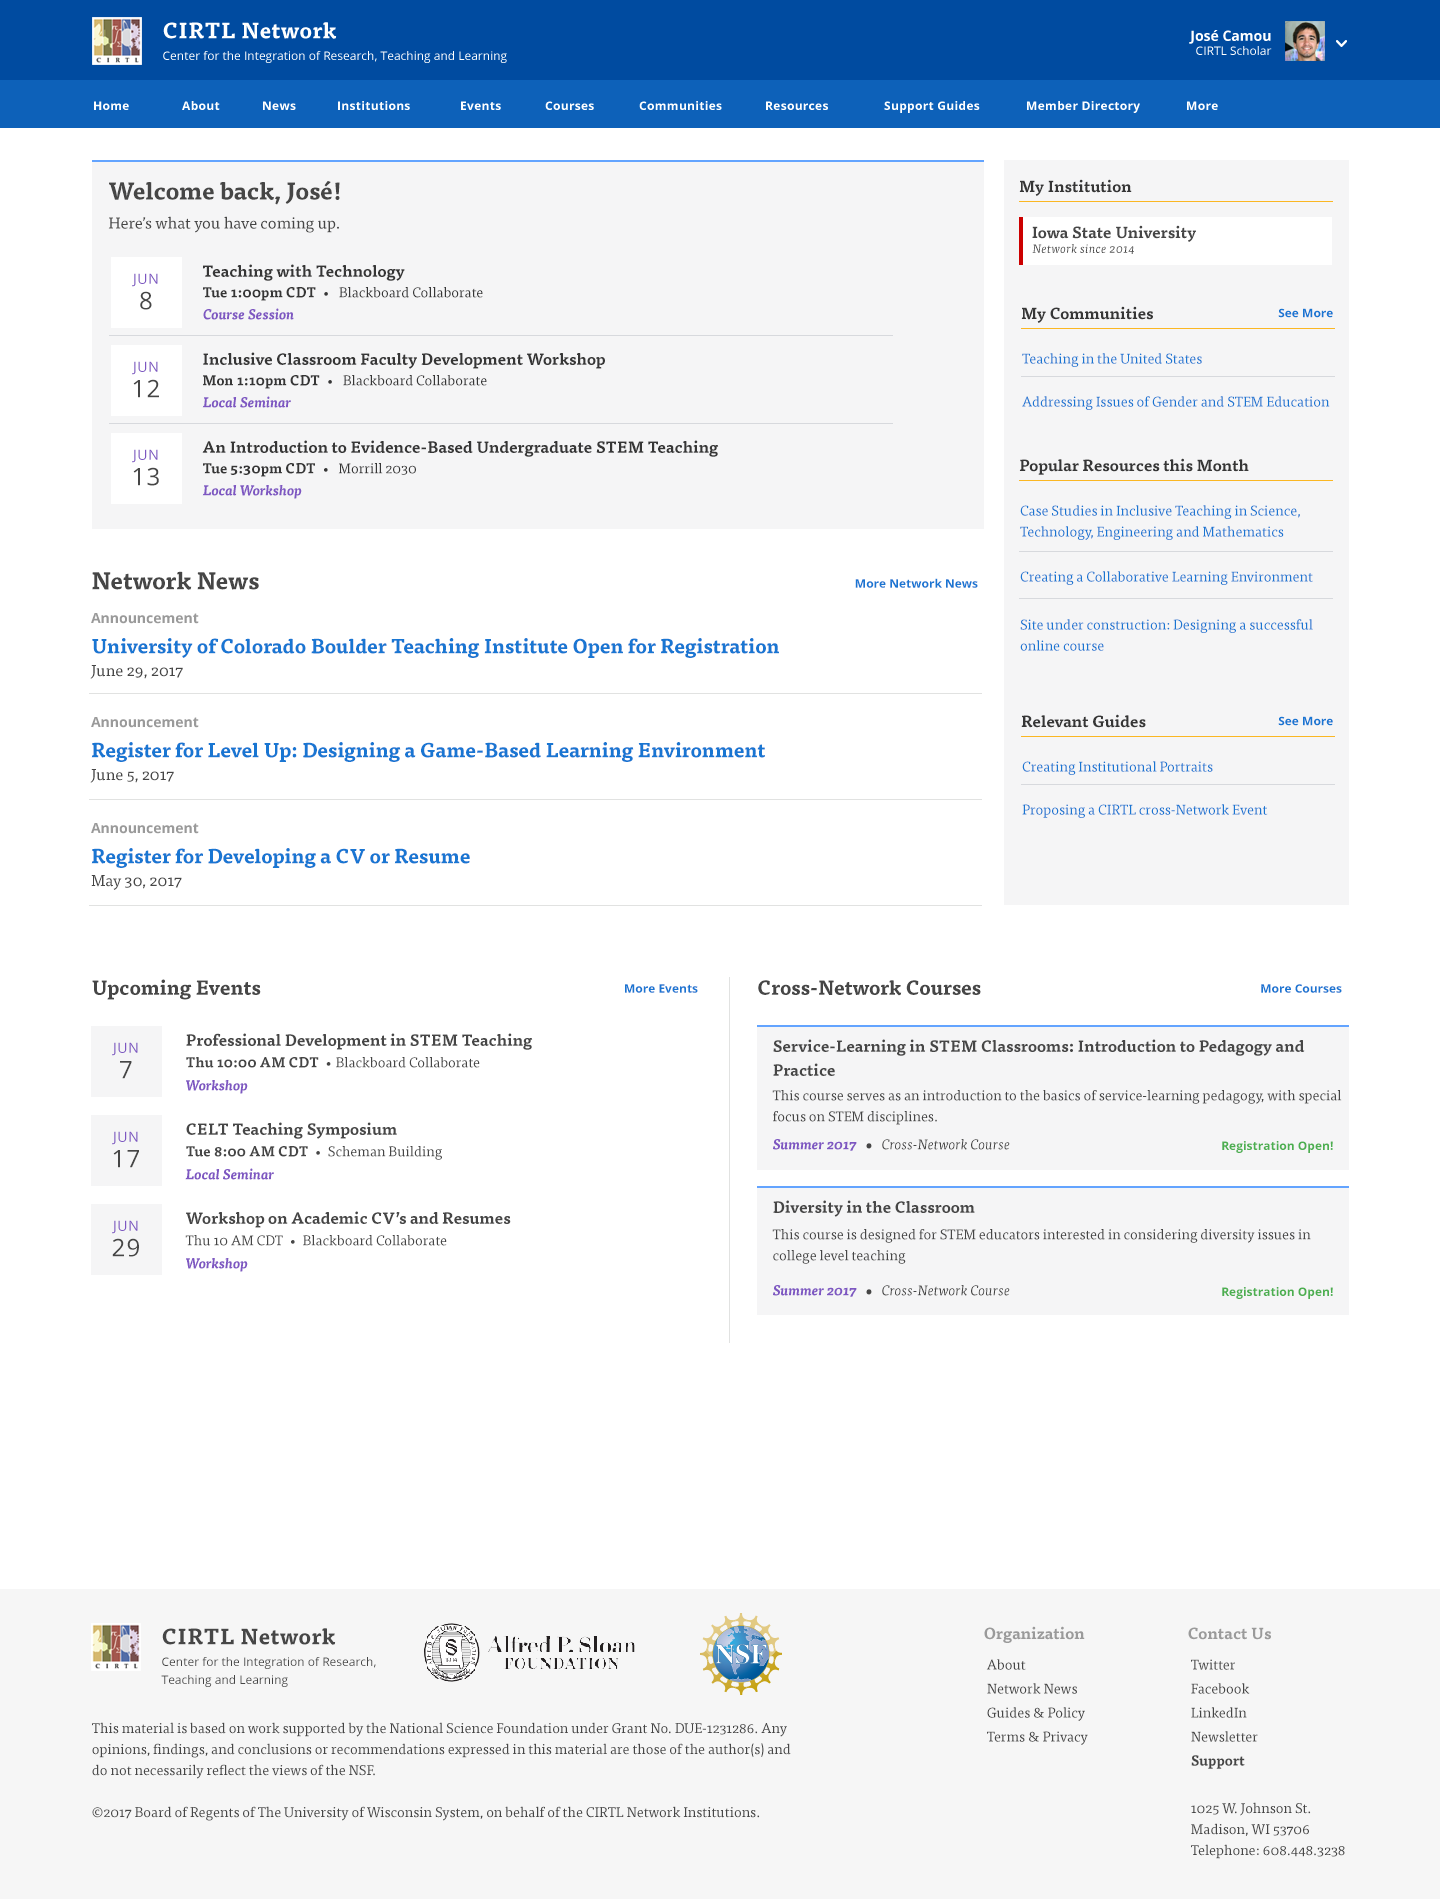 CIRTL
CIRTL Network
Center for the Integration of Research, Teaching and Learning
José Camou
CIRTL Scholar
Home About News Institutions Events Courses Communities Resources Support Guides Member Directory More
Welcome back, José!
Here's what you have coming up.
JUN
8
Teaching with Technology
Tue 1:00pm CDT • Blackboard Collaborate
Course Session
JUN
12
Inclusive Classroom Faculty Development Workshop
Mon 1:10pm CDT • Blackboard Collaborate
Local Seminar
JUN
13
An Introduction to Evidence-Based Undergraduate STEM Teaching
Tue 5:30pm CDT • Morrill 2030
Local Workshop
My Institution
Iowa State University
Network since 2014
My Communities
See More
Teaching in the United States
Addressing Issues of Gender and STEM Education
Popular Resources this Month
Case Studies in Inclusive Teaching in Science,
Technology, Engineering and Mathematics
Creating a Collaborative Learning Environment
Site under construction: Designing a successful
online course
Relevant Guides
See More
Creating Institutional Portraits
Proposing a CIRTL cross-Network Event
Network News
More Network News
Announcement
University of Colorado Boulder Teaching Institute Open for Registration
June 29, 2017
Announcement
Register for Level Up: Designing a Game-Based Learning Environment
June 5, 2017
Announcement
Register for Developing a CV or Resume
May 30, 2017
Upcoming Events
More Events
JUN
7
Professional Development in STEM Teaching
Thu 10:00 AM CDT • Blackboard Collaborate
Workshop
JUN
17
CELT Teaching Symposium
Tue 8:00 AM CDT • Scheman Building
Local Seminar
JUN
29
Workshop on Academic CV's and Resumes
Thu 10 AM CDT • Blackboard Collaborate
Workshop
Cross-Network Courses
More Courses
Service-Learning in STEM Classrooms: Introduction to Pedagogy and
Practice
This course serves as an introduction to the basics of service-learning pedagogy, with special
focus on STEM disciplines.
Summer 2017 • Cross-Network Course
Registration Open!
Diversity in the Classroom
This course is designed for STEM educators interested in considering diversity issues in
college level teaching
Summer 2017 • Cross-Network Course
Registration Open!
CIRTL
CIRTL Network
Center for the Integration of Research,
Teaching and Learning
Alfred P. Sloan
FOUNDATION
NSF
This material is based on work supported by the National Science Foundation under Grant No. DUE-1231286. Any
opinions, findings, and conclusions or recommendations expressed in this material are those of the author(s) and
do not necessarily reflect the views of the NSF.
©2017 Board of Regents of The University of Wisconsin System, on behalf of the CIRTL Network Institutions.
Organization
About
Network News
Guides & Policy
Terms & Privacy
Contact Us
Twitter
Facebook
LinkedIn
Newsletter
Support
1025 W. Johnson St.
Madison, WI 53706
Telephone: 608.448.3238